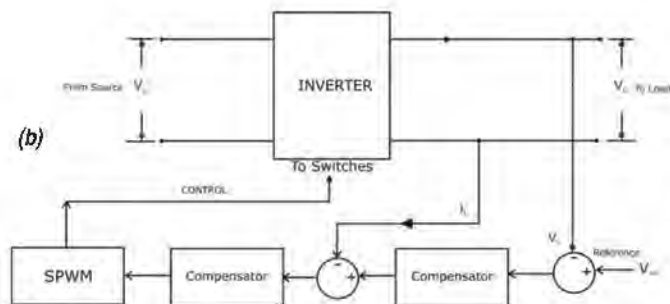 INVERTER
From Source
To Load
(b)
To Switches
CONTROL
Reference
- +
- +
SPWM
Compensator
Compensator